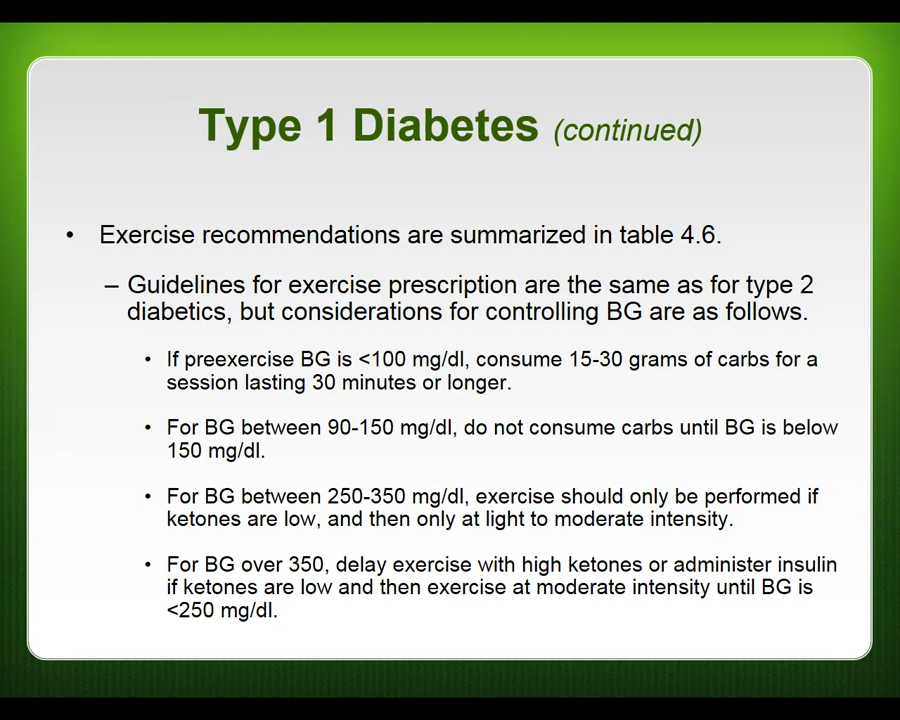 Type 1 Diabetes (continued)
• Exercise recommendations are summarized in table 4.6.
– Guidelines for exercise prescription are the same as for type 2
diabetics, but considerations for controlling BG are as follows.
• If preexercise BG is <100 mg/dl, consume 15-30 grams of carbs for a
session lasting 30 minutes or longer.
• For BG between 90-150 mg/dl, do not consume carbs until BG is below
150 mg/dl.
• For BG between 250-350 mg/dl, exercise should only be performed if
ketones are low, and then only at light to moderate intensity.
• For BG over 350, delay exercise with high ketones or administer insulin
if ketones are low and then exercise at moderate intensity until BG is
<250 mg/dl.